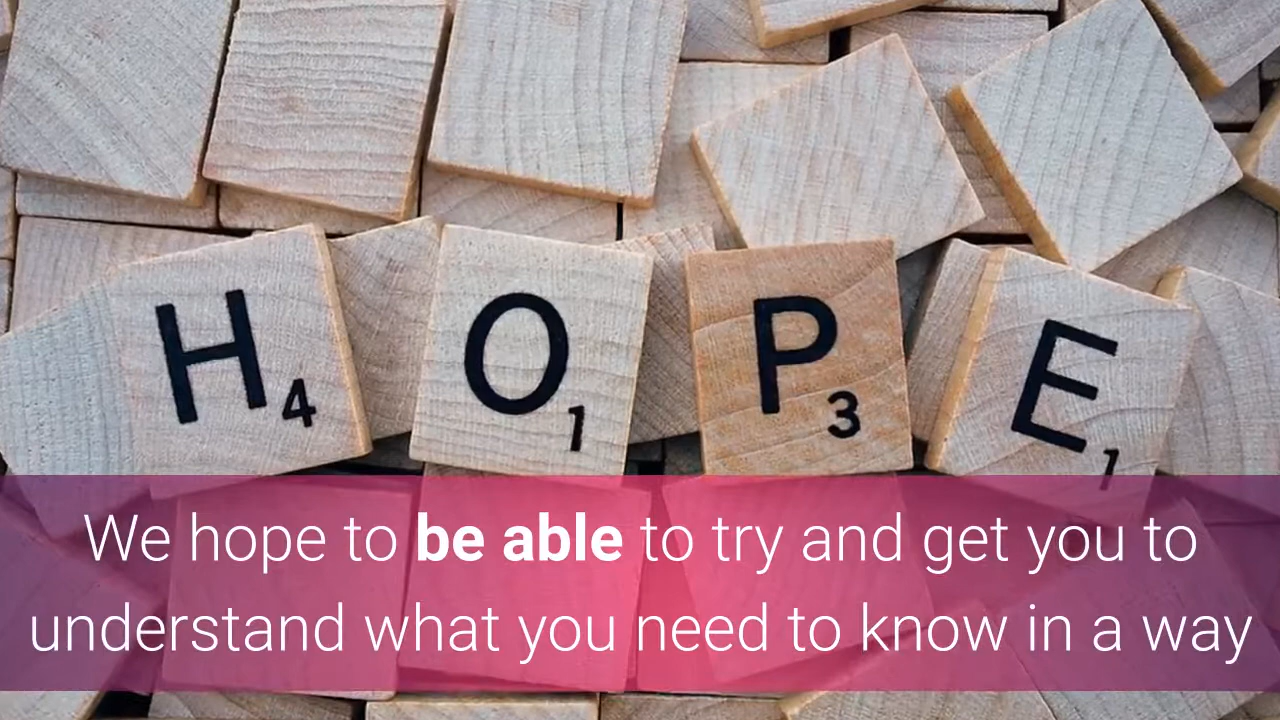 H4 O1 P3 E1
We hope to be able to try and get you to
understand what you need to know in a way